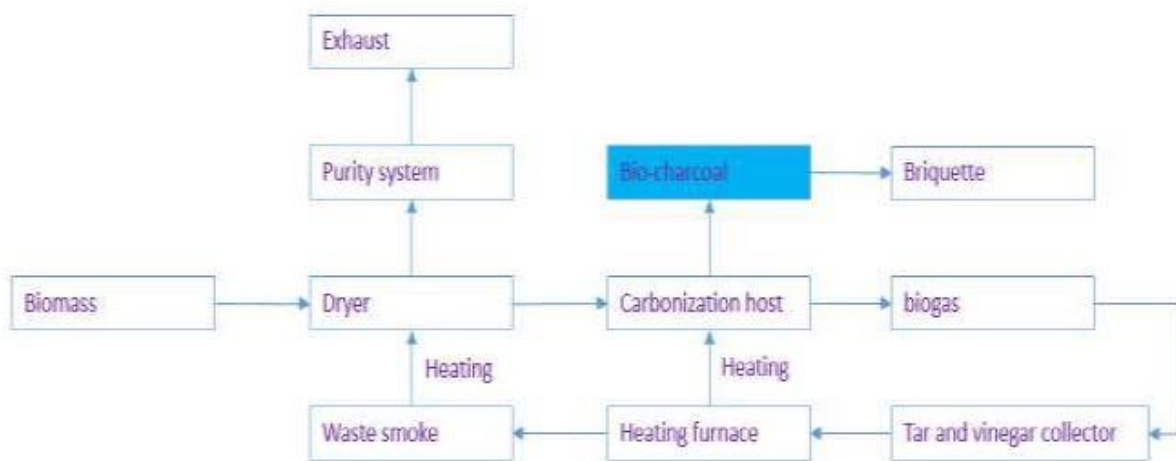 Exhaust
Purity system
Bio-charcoal
Briquette
Biomass
Dryer
Carbonization host
biogas
Heating
Heating
Waste smoke
Heating furnace
Tar and vinegar collector